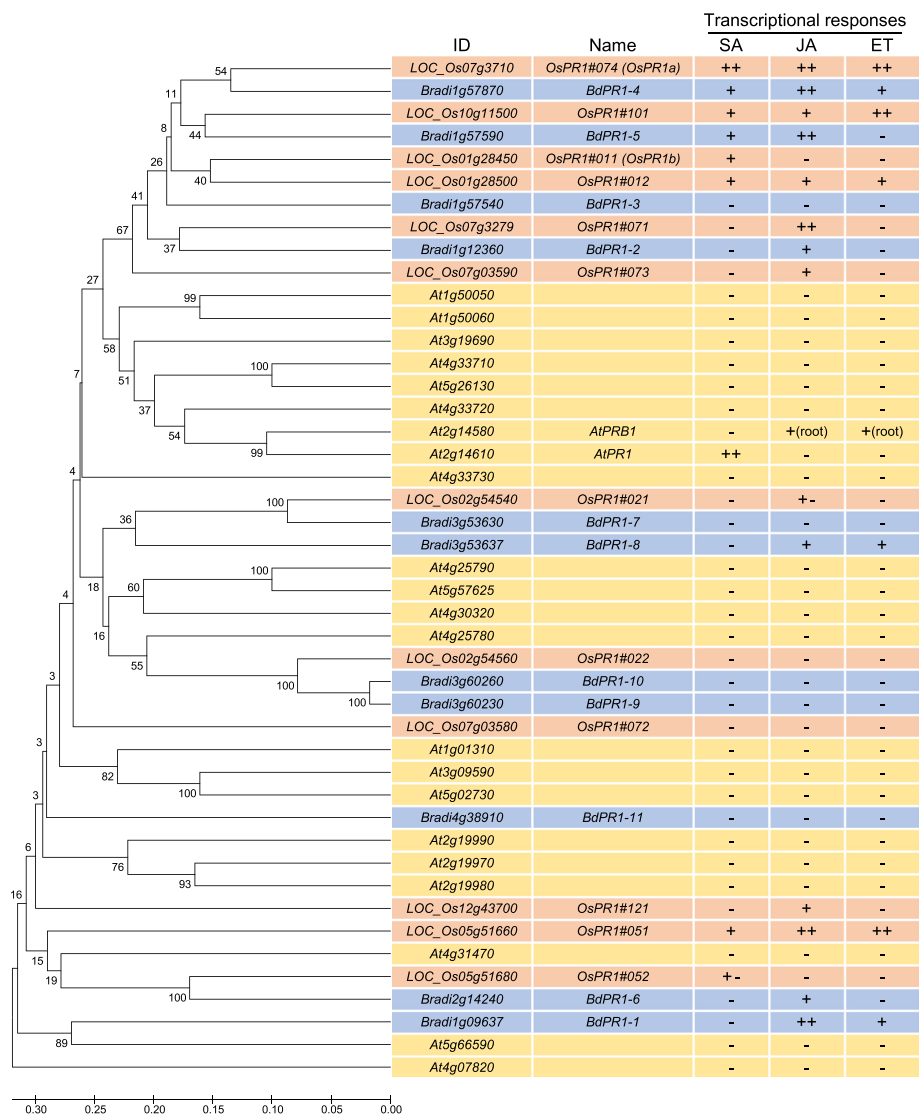 Transcriptional responses
ID Name SA JA ET
LOC_Os07g3710 OsPR1#074 (OsPR1a) ++ ++ ++
Bradi1g57870 BdPR1-4 + ++ +
LOC_Os10g11500 OsPR1#101 + + ++
Bradi1g57590 BdPR1-5 + ++ -
LOC_Os01g28450 OsPR1#011 (OsPR1b) + - -
LOC_Os01g28500 OsPR1#012 + + +
Bradi1g57540 BdPR1-3 - - -
LOC_Os07g3279 OsPR1#071 - ++ -
Bradi1g12360 BdPR1-2 - + -
LOC_Os07g03590 OsPR1#073 - + -
At1g50050 - - -
At1g50060 - - -
At3g19690 - - -
At4g33710 - - -
At5g26130 - - -
At4g33720 - - -
At2g14580 AtPRB1 - +(root) +(root)
At2g14610 AtPR1 ++ - -
At4g33730 - - -
LOC_Os02g54540 OsPR1#021 - +- -
Bradi3g53630 BdPR1-7 - - -
Bradi3g53637 BdPR1-8 - + +
At4g25790 - - -
At5g57625 - - -
At4g30320 - - -
At4g25780 - - -
LOC_Os02g54560 OsPR1#022 - - -
Bradi3g60260 BdPR1-10 - - -
Bradi3g60230 BdPR1-9 - - -
LOC_Os07g03580 OsPR1#072 - - -
At1g01310 - - -
At3g09590 - - -
At5g02730 - - -
Bradi4g38910 BdPR1-11 - - -
At2g19990 - - -
At2g19970 - - -
At2g19980 - - -
LOC_Os12g43700 OsPR1#121 - + -
LOC_Os05g51660 OsPR1#051 + ++ ++
At4g31470 - - -
LOC_Os05g51680 OsPR1#052 +- - -
Bradi2g14240 BdPR1-6 - + -
Bradi1g09637 BdPR1-1 - ++ +
At5g66590 - - -
At4g07820 - - -
54
11
44
8
26
40
41
67
37
27
99
58
7
51
100
37
54
99
4
100
36
18
100
60
4
16
55
100
100
3
82
100
3
3
76
93
6
16
15
19
100
89
0.30 0.25 0.20 0.15 0.10 0.05 0.00